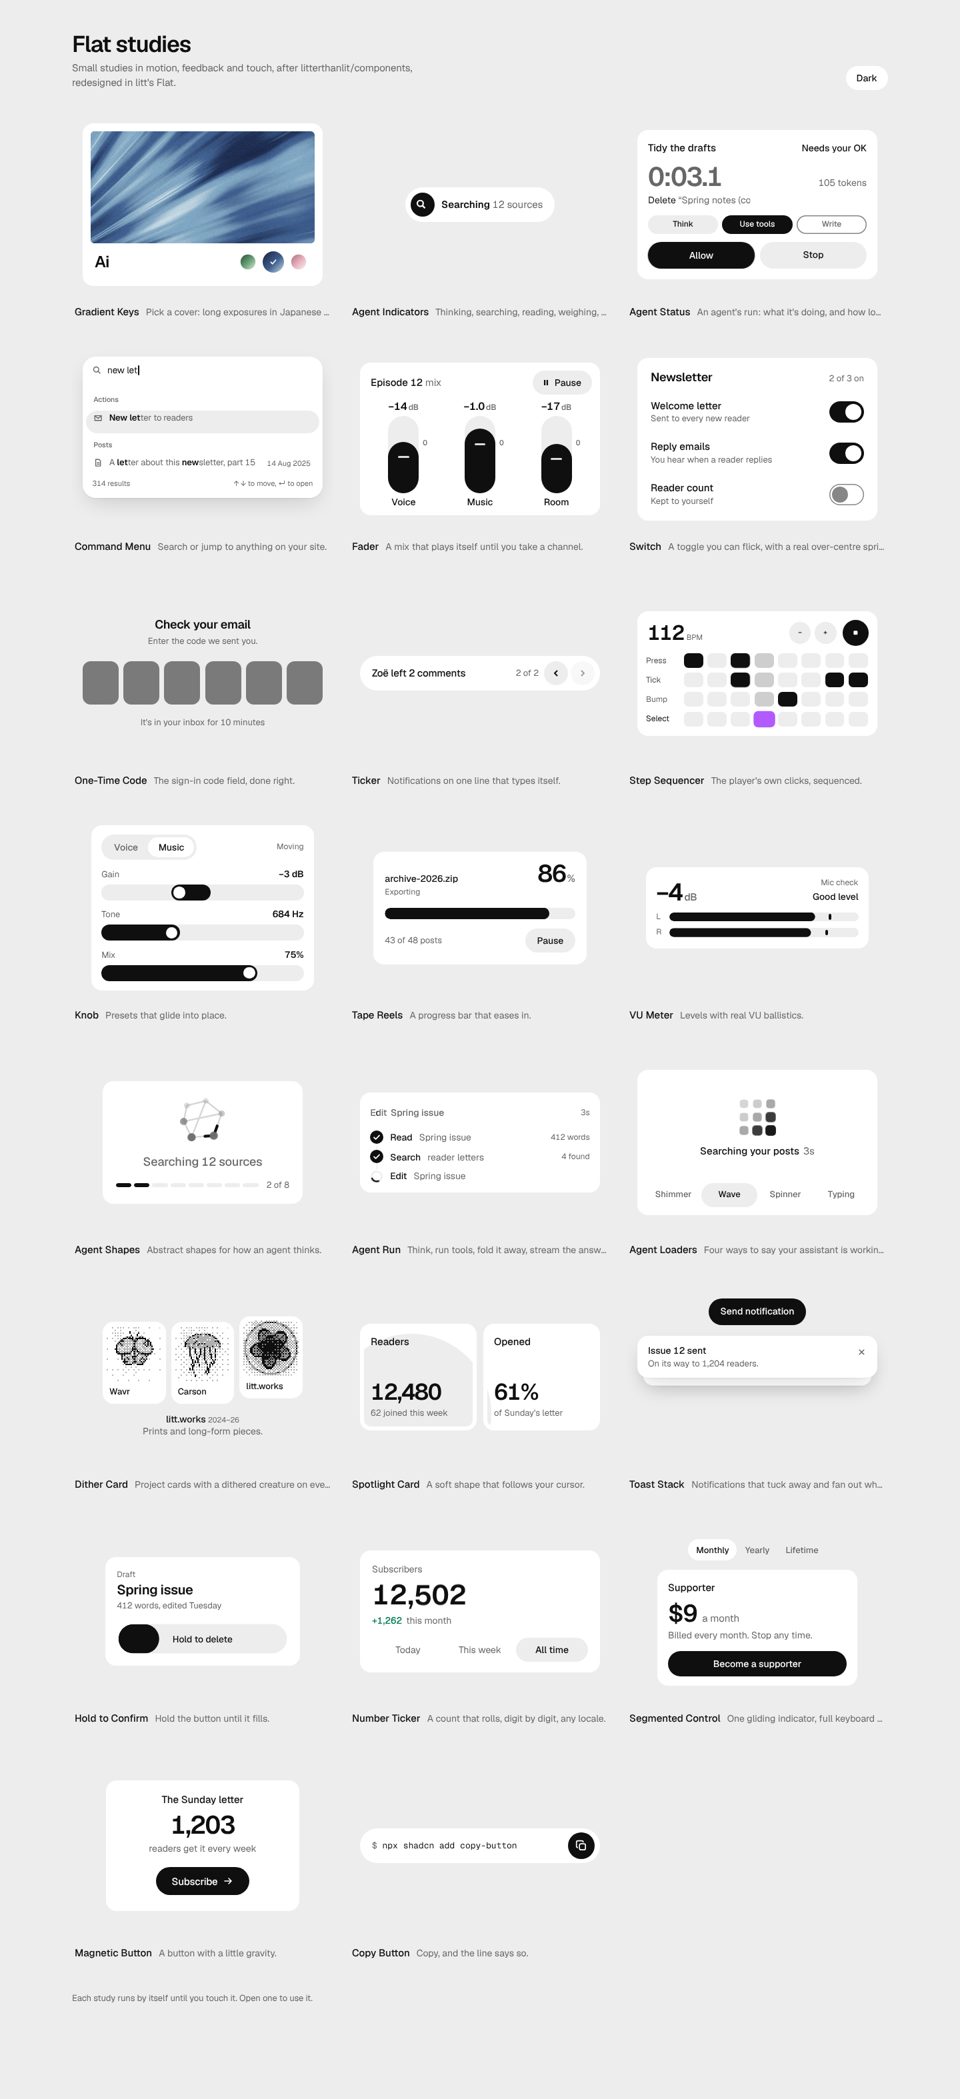 Flat studies
Small studies in motion, feedback and touch, after litterthanlit/components,
redesigned in litt's Flat.
Dark
Ai
Gradient Keys Pick a cover: long exposures in Japanese ...
Searching 12 sources
Agent Indicators Thinking, searching, reading, weighing, ...
Tidy the drafts Needs your OK
0:03.1 105 tokens
Delete "Spring notes (co
Think Use tools Write
Allow Stop
Agent Status An agent's run: what it's doing, and how lo...
new let
Actions
New letter to readers
Posts
A letter about this newsletter, part 15 14 Aug 2025
314 results ↑↓ to move, ↵ to open
Command Menu Search or jump to anything on your site.
Episode 12 mix Pause
−14 dB −1.0 dB −17 dB
0 0 0
Voice Music Room
Fader A mix that plays itself until you take a channel.
Newsletter 2 of 3 on
Welcome letter
Sent to every new reader
Reply emails
You hear when a reader replies
Reader count
Kept to yourself
Switch A toggle you can flick, with a real over-centre spri...
Check your email
Enter the code we sent you.
It's in your inbox for 10 minutes
One-Time Code The sign-in code field, done right.
Zoë left 2 comments 2 of 2
Ticker Notifications on one line that types itself.
112 BPM − +
Press
Tick
Bump
Select
Step Sequencer The player's own clicks, sequenced.
Voice Music Moving
Gain −3 dB
Tone 684 Hz
Mix 75%
Knob Presets that glide into place.
archive-2026.zip 86%
Exporting
43 of 48 posts Pause
Tape Reels A progress bar that eases in.
−4 dB Mic check
Good level
L
R
VU Meter Levels with real VU ballistics.
Searching 12 sources
2 of 8
Agent Shapes Abstract shapes for how an agent thinks.
Edit Spring issue 3s
Read Spring issue 412 words
Search reader letters 4 found
Edit Spring issue
Agent Run Think, run tools, fold it away, stream the answ...
Searching your posts 3s
Shimmer Wave Spinner Typing
Agent Loaders Four ways to say your assistant is workin...
Wavr Carson litt.works
litt.works 2024–26
Prints and long-form pieces.
Dither Card Project cards with a dithered creature on eve...
Readers Opened
12,480 61%
62 joined this week of Sunday's letter
Spotlight Card A soft shape that follows your cursor.
Send notification
Issue 12 sent
On its way to 1,204 readers.
Toast Stack Notifications that tuck away and fan out wh...
Draft
Spring issue
412 words, edited Tuesday
Hold to delete
Hold to Confirm Hold the button until it fills.
Subscribers
12,502
+1,262 this month
Today This week All time
Number Ticker A count that rolls, digit by digit, any locale.
Monthly Yearly Lifetime
Supporter
$9 a month
Billed every month. Stop any time.
Become a supporter
Segmented Control One gliding indicator, full keyboard ...
The Sunday letter
1,203
readers get it every week
Subscribe →
Magnetic Button A button with a little gravity.
$ npx shadcn add copy-button
Copy Button Copy, and the line says so.
Each study runs by itself until you touch it. Open one to use it.